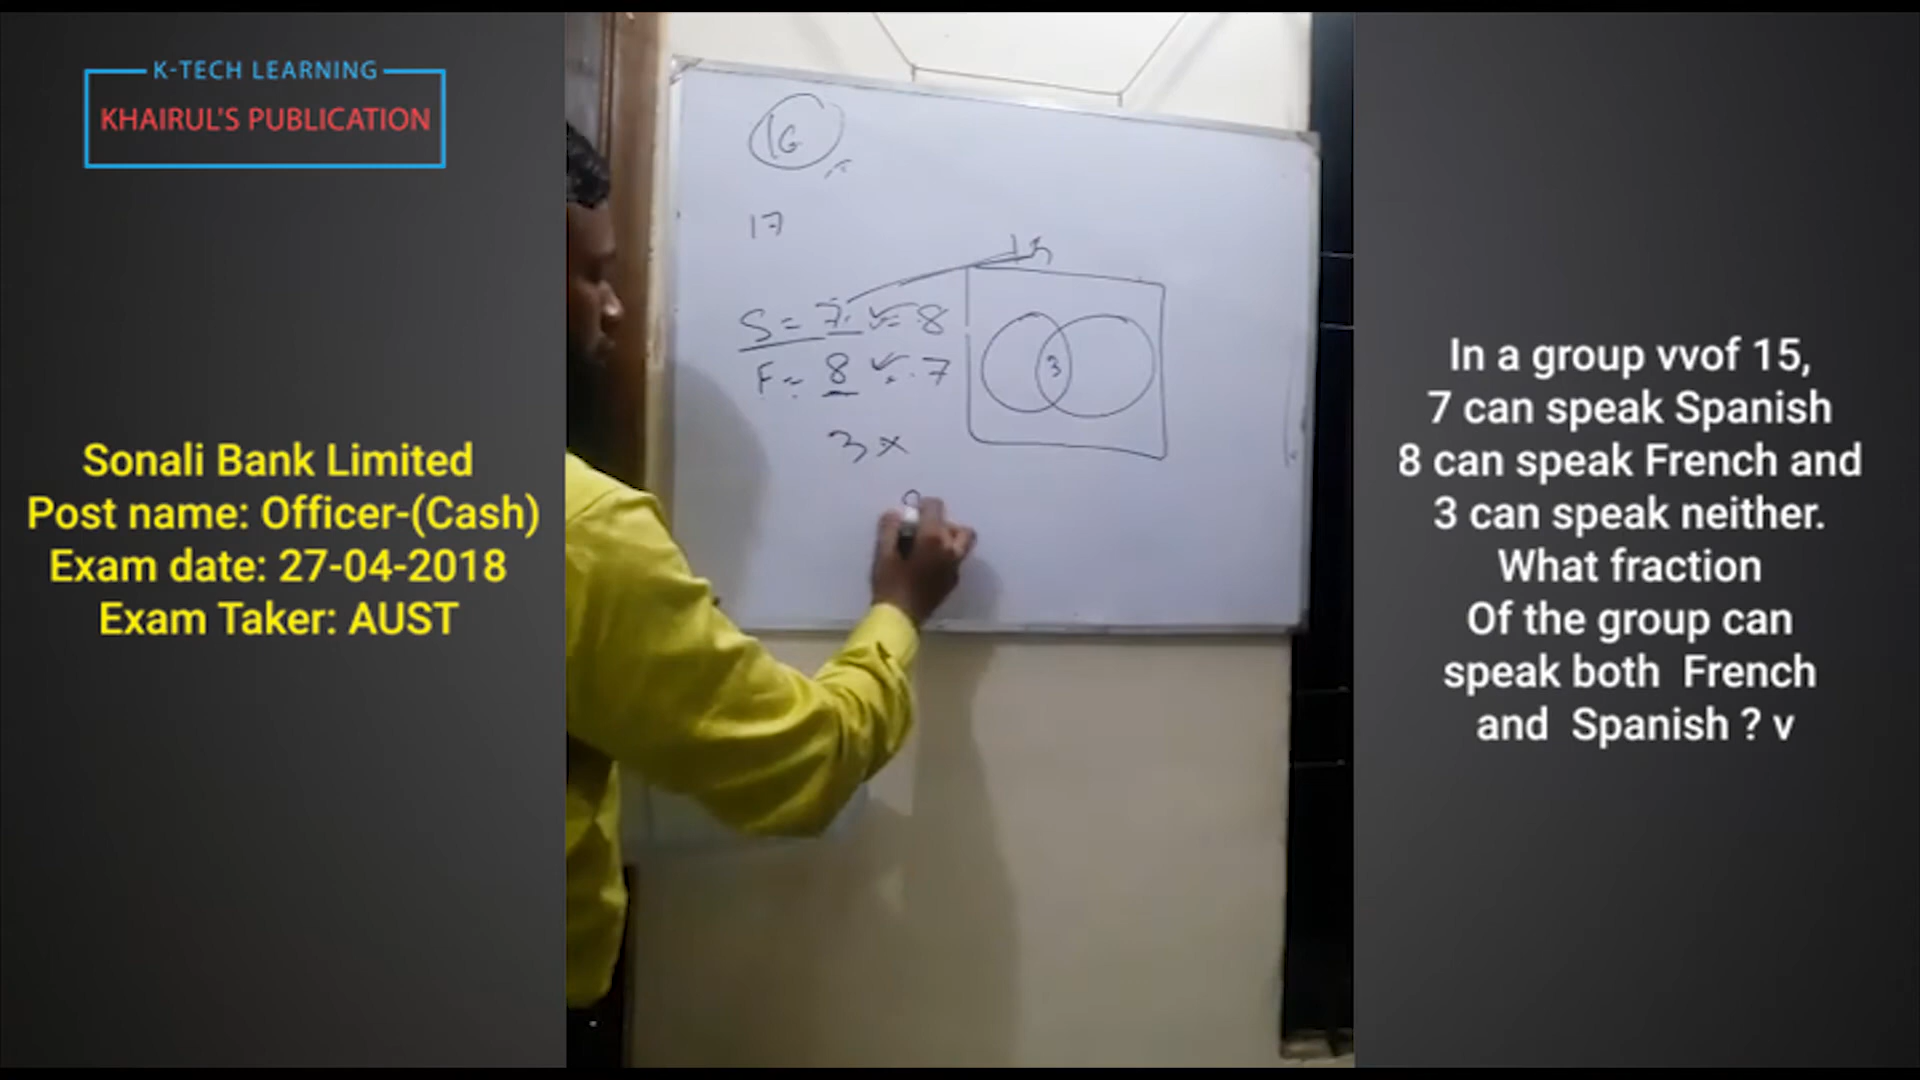 K-TECH LEARNING
KHAIRUL'S PUBLICATION
Sonali Bank Limited
Post name: Officer-(Cash)
Exam date: 27-04-2018
Exam Taker: AUST
16
17
15
S = 7 = 8
F = 8 = 7
3 x
3
In a group vvof 15,
7 can speak Spanish
8 can speak French and
3 can speak neither.
What fraction
Of the group can
speak both French
and Spanish ? v